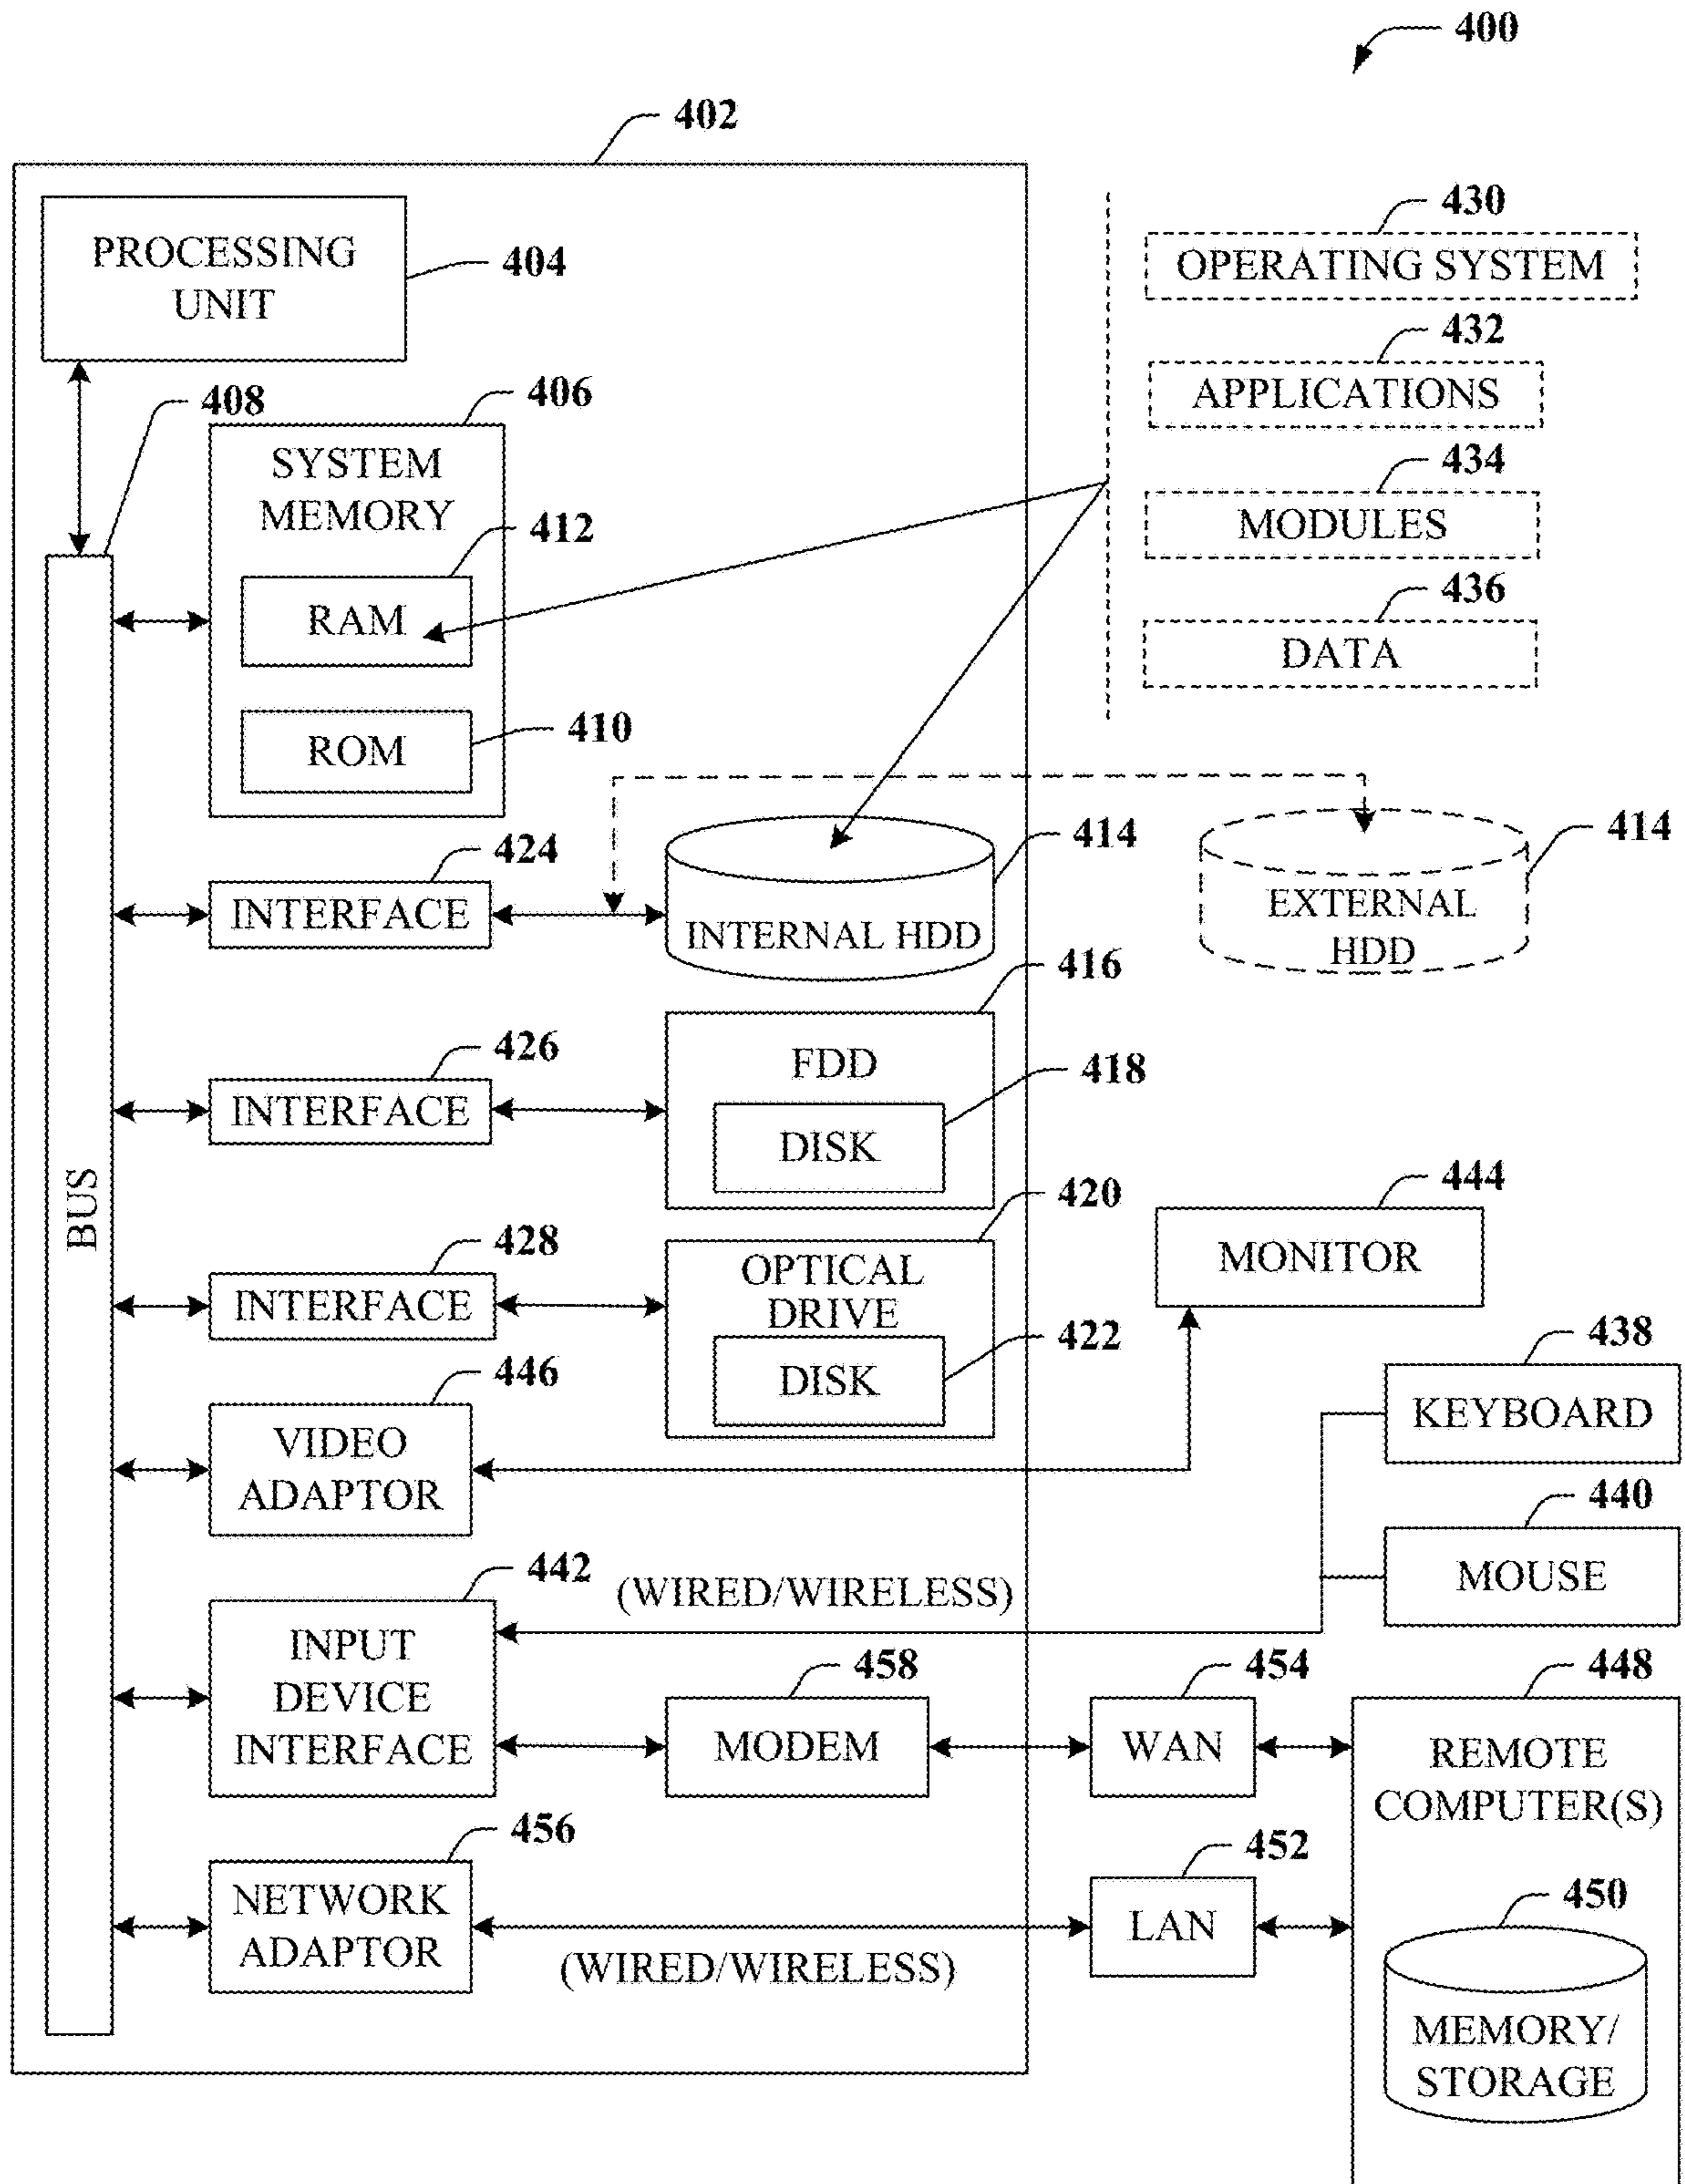 400
402
PROCESSING
UNIT
404
430
OPERATING SYSTEM
432
APPLICATIONS
434
MODULES
436
DATA
408
406
SYSTEM
MEMORY
412
RAM
410
ROM
BUS
424
INTERFACE
414
INTERNAL HDD
414
EXTERNAL
HDD
426
INTERFACE
416
FDD
418
DISK
428
INTERFACE
420
OPTICAL
DRIVE
422
DISK
444
MONITOR
446
VIDEO
ADAPTOR
438
KEYBOARD
440
MOUSE
442
(WIRED/WIRELESS)
INPUT
DEVICE
INTERFACE
458
MODEM
454
WAN
448
REMOTE
COMPUTER(S)
456
NETWORK
ADAPTOR
(WIRED/WIRELESS)
452
LAN
450
MEMORY/
STORAGE